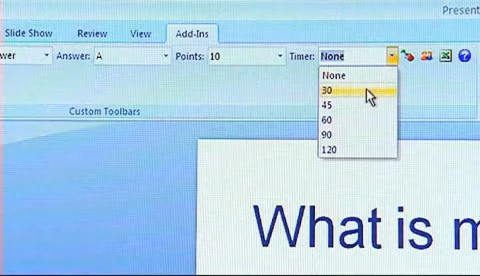 Present
Slide Show Review View Add-Ins
wer Answer: A Points: 10 Timer: None
None
30
45
60
90
120
Custom Toolbars
What is m